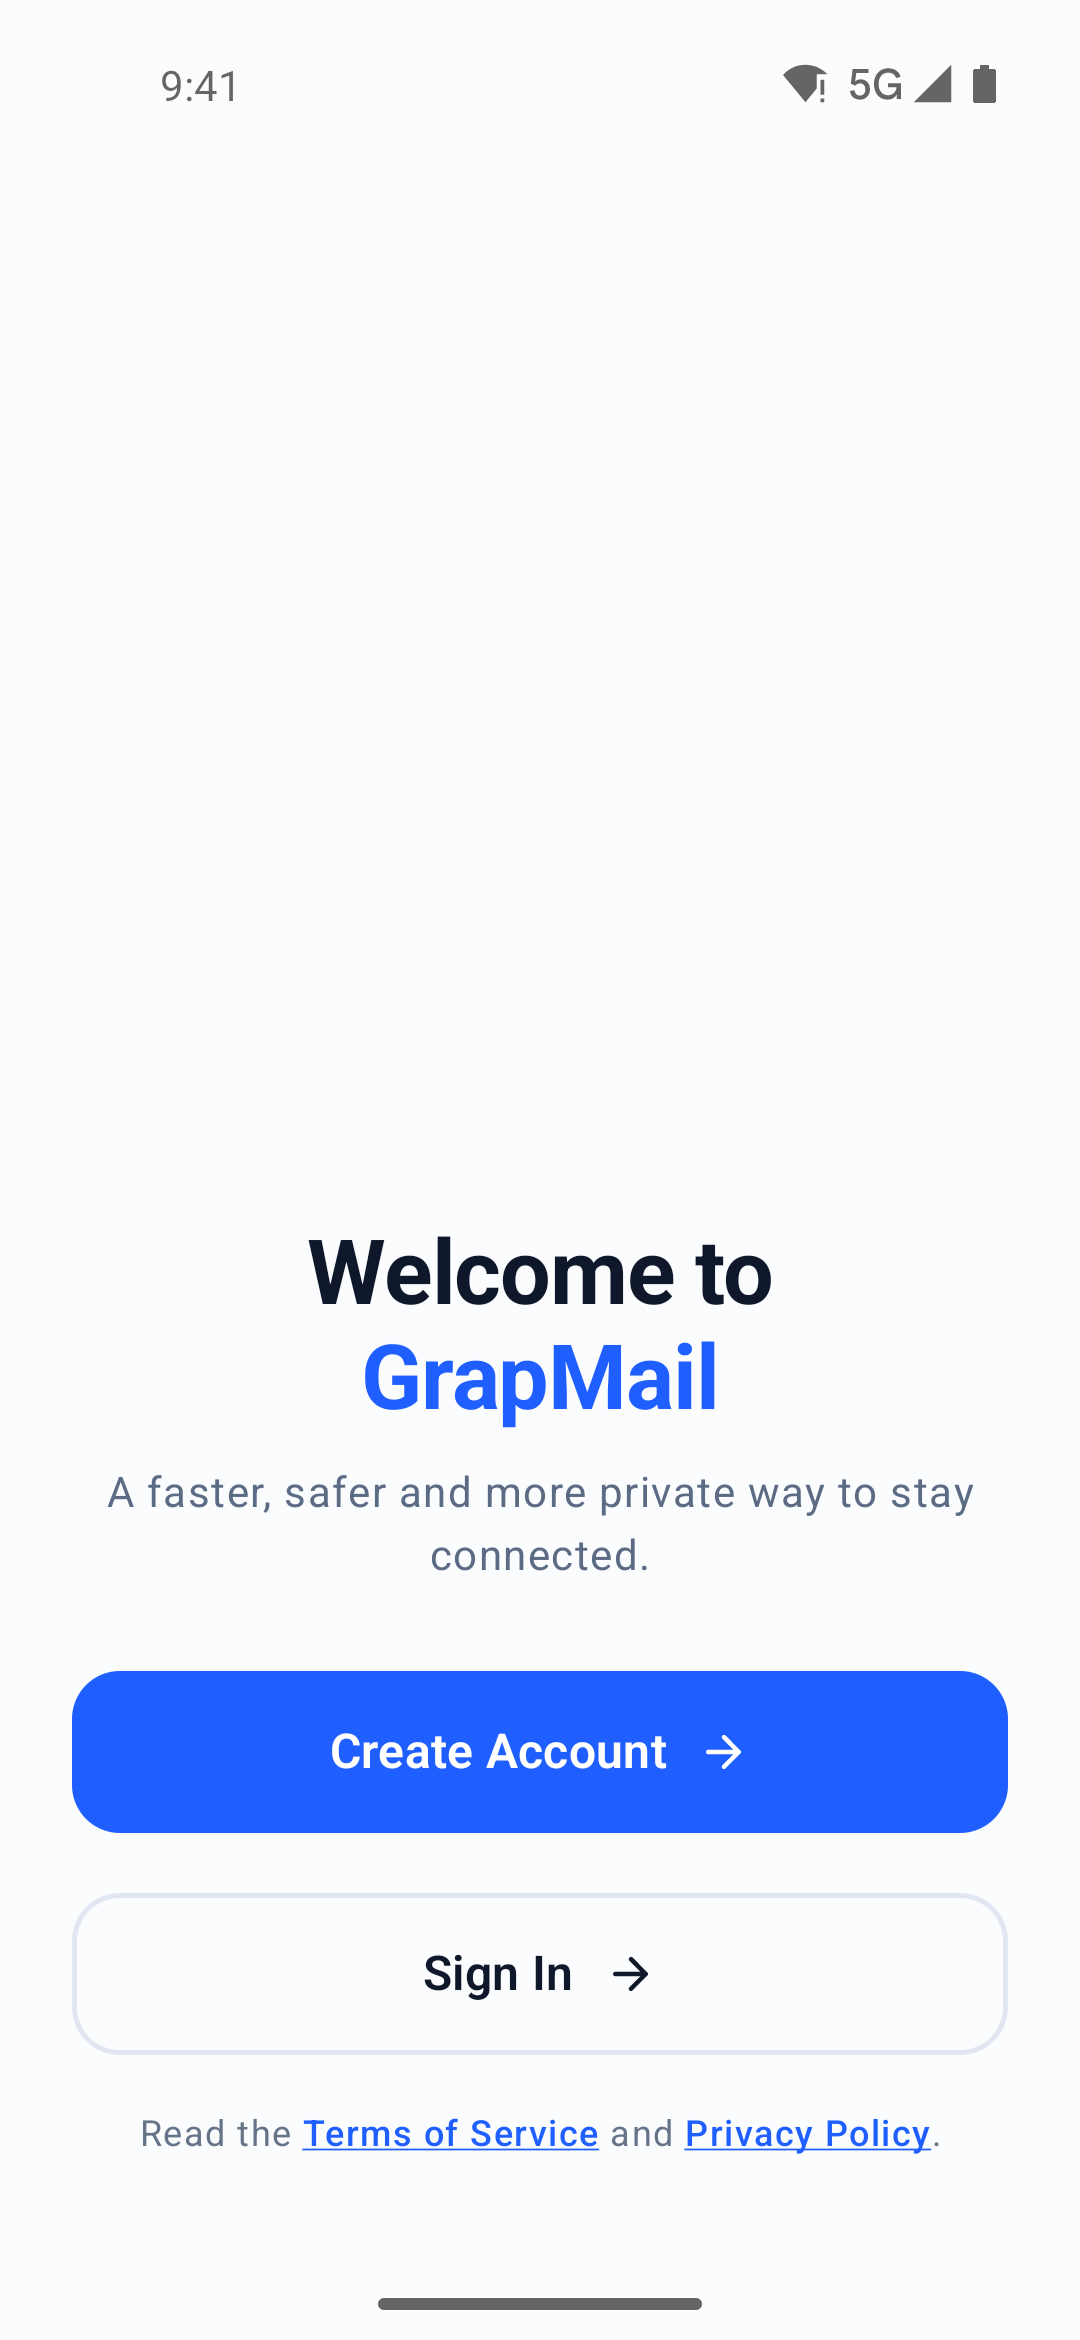 9:41 5G
Welcome to
GrapMail
A faster, safer and more private way to stay
connected.
Create Account
Sign In
Read the Terms of Service and Privacy Policy.